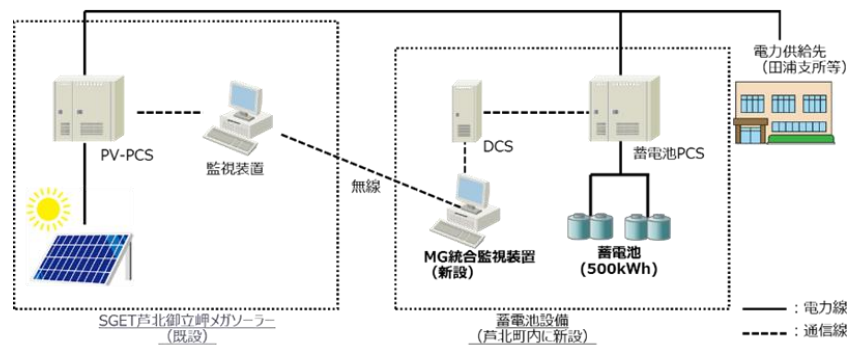 電力供給先
（田浦支所等）
PV-PCS
監視装置
無線
DCS
蓄電池PCS
MG統合監視装置
（新設）
蓄電池
（500kWh）
SGET芦北御立岬メガソーラー
（既設）
蓄電池設備
（芦北町内に新設）
：電力線
：通信線